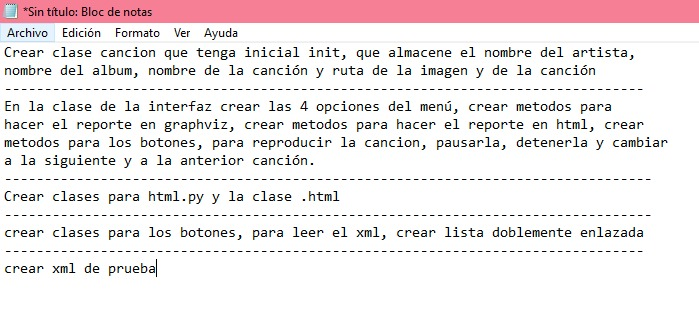 *Sin título: Bloc de notas
Archivo Edición Formato Ver Ayuda
Crear clase cancion que tenga inicial init, que almacene el nombre del artista,
nombre del album, nombre de la canción y ruta de la imagen y de la canción
--------------------------------------------------------------------------------
En la clase de la interfaz crear las 4 opciones del menú, crear metodos para
hacer el reporte en graphviz, crear metodos para hacer el reporte en html, crear
metodos para los botones, para reproducir la cancion, pausarla, detenerla y cambiar
a la siguiente y a la anterior canción.
---------------------------------------------------------------------------------
Crear clases para html.py y la clase .html
---------------------------------------------------------------------------------
crear clases para los botones, para leer el xml, crear lista doblemente enlazada
--------------------------------------------------------------------------------
crear xml de prueba